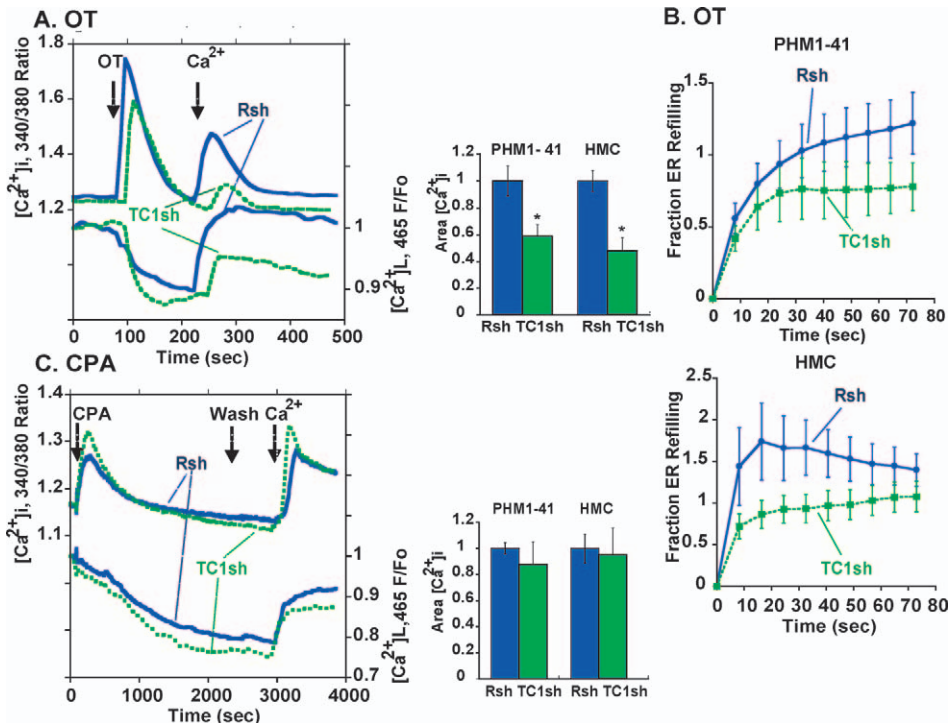 A. OT
[Ca2+]i, 340/380 Ratio
1.8
1.6
1.4
1.2
OT
Ca2+
Rsh
TC1sh
1
0.9
[Ca2+]L, 465 F/Fo
0 100 200 300 400 500
Time (sec)
PHM1- 41 HMC
Area [Ca2+]i
1.2
1
0.8
0.6
0.4
0.2
0
*
*
Rsh TC1sh Rsh TC1sh
B. OT
PHM1-41
Fraction ER Refilling
1.5
1
0.5
0
Rsh
TC1sh
0 10 20 30 40 50 60 70 80
Time (sec)
HMC
Fraction ER Refilling
2.5
2
1.5
1
0.5
0
Rsh
TC1sh
0 10 20 30 40 50 60 70 80
Time (sec)
C. CPA
[Ca2+]i, 340/380 Ratio
1.4
1.3
1.2
1.1
CPA
Wash Ca2+
Rsh
TC1sh
1
0.9
0.8
0.7
[Ca2+]L, 465 F/Fo
0 1000 2000 3000 4000
Time (sec)
PHM1-41 HMC
Area [Ca2+]i
1.2
1
0.8
0.6
0.4
0.2
0
Rsh TC1sh Rsh TC1sh